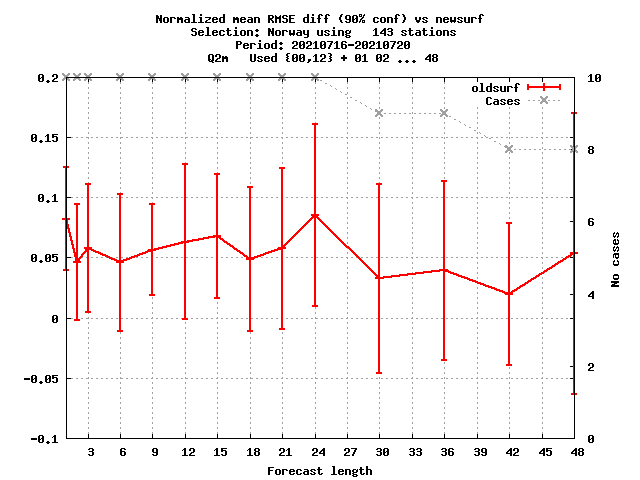 Normalized mean RMSE diff (90% conf) vs newsurf
Selection: Norway using   143 stations
Period: 20210716-20210720
Q2m   Used {00,12} + 01 02 ... 48
oldsurf
Cases
0.2
0.15
0.1
0.05
0
-0.05
-0.1
10
8
6
4
2
0
No cases
3 6 9 12 15 18 21 24 27 30 33 36 39 42 45 48
Forecast length